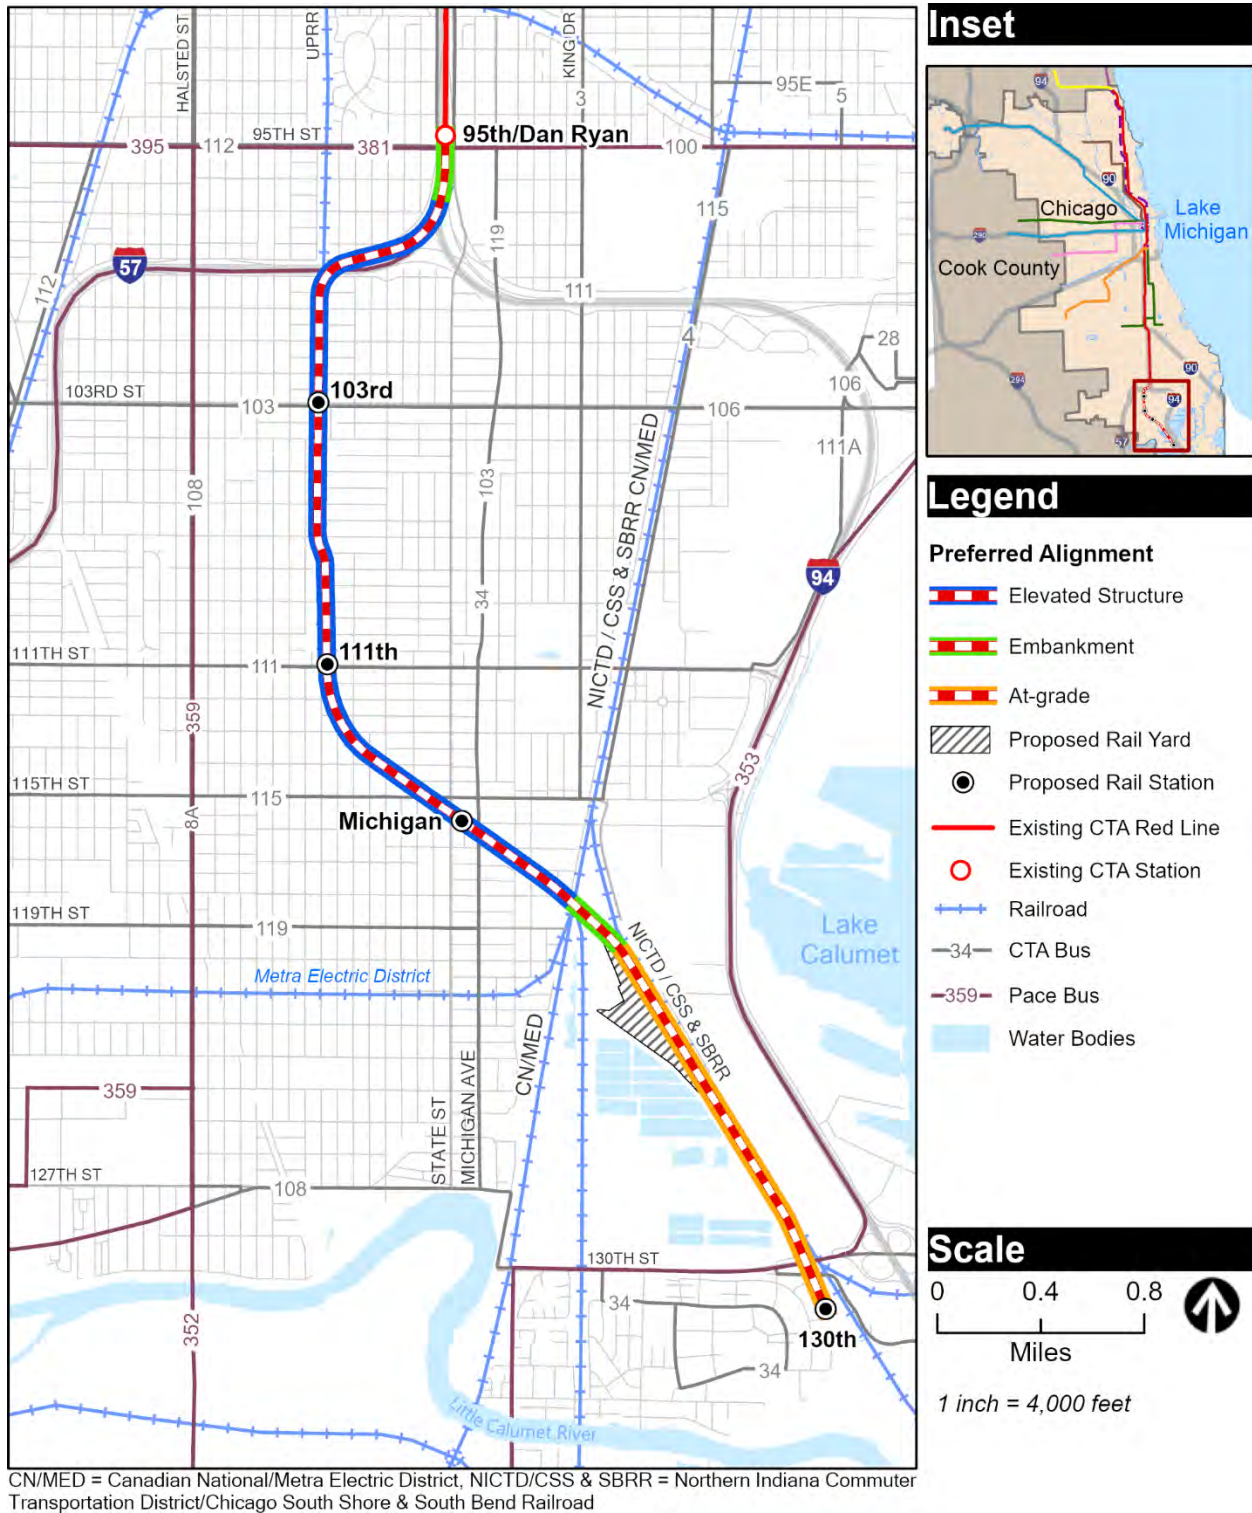 HALSTED ST
UPRR
KING DR
3
95E
5
95TH ST
95th/Dan Ryan
395
112
381
100
115
119
57
112
111
4
28
103RD ST
103rd
103
106
106
111A
108
103
NICTD / CSS & SBRR CN/MED
94
34
111TH ST
111th
111
359
353
115TH ST
115
8A
Michigan
119TH ST
119
Lake
Calumet
Metra Electric District
NICTD / CSS & SBRR
CN/MED
359
STATE ST
MICHIGAN AVE
127TH ST
108
130TH ST
34
130th
352
34
Little Calumet River
CN/MED = Canadian National/Metra Electric District, NICTD/CSS & SBRR = Northern Indiana Commuter
Transportation District/Chicago South Shore & South Bend Railroad
Inset
94
90
Chicago
Lake
Michigan
290
Cook County
294
90
94
57
Legend
Preferred Alignment
Elevated Structure
Embankment
At-grade
Proposed Rail Yard
Proposed Rail Station
Existing CTA Red Line
Existing CTA Station
Railroad
34 CTA Bus
359 Pace Bus
Water Bodies
Scale
0 0.4 0.8
Miles
1 inch = 4,000 feet